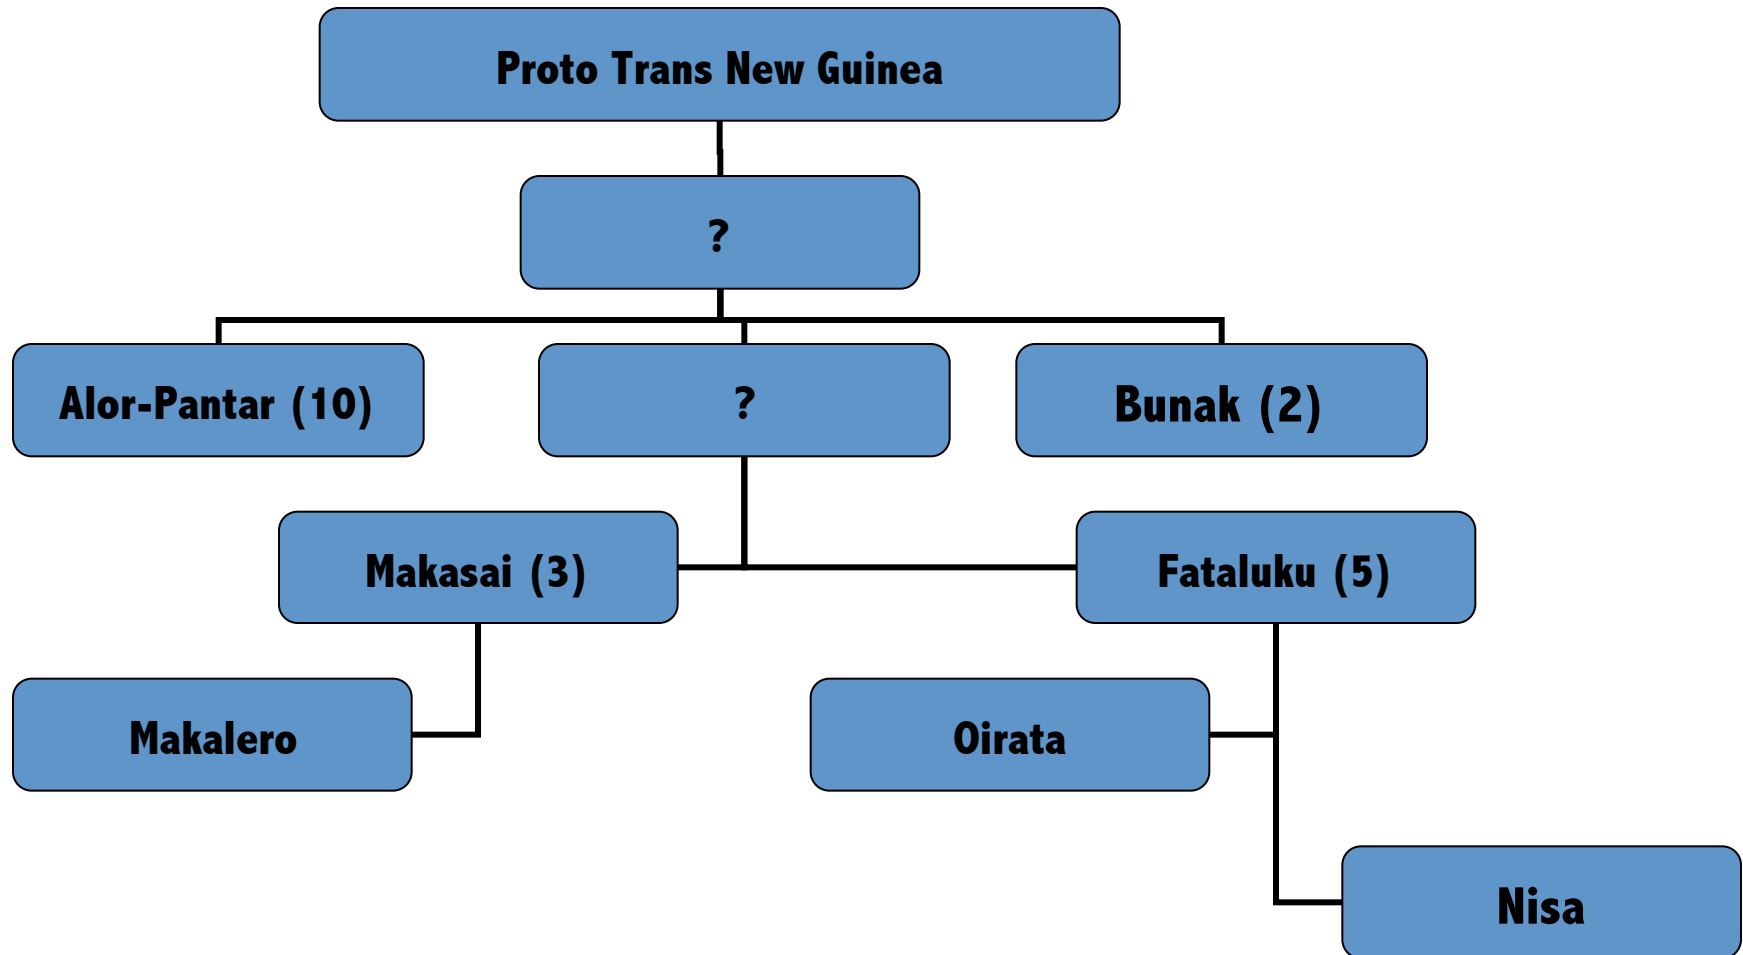 Proto Trans New Guinea
?
Alor-Pantar (10)
?
Bunak (2)
Makasai (3)
Fataluku (5)
Makalero
Oirata
Nisa